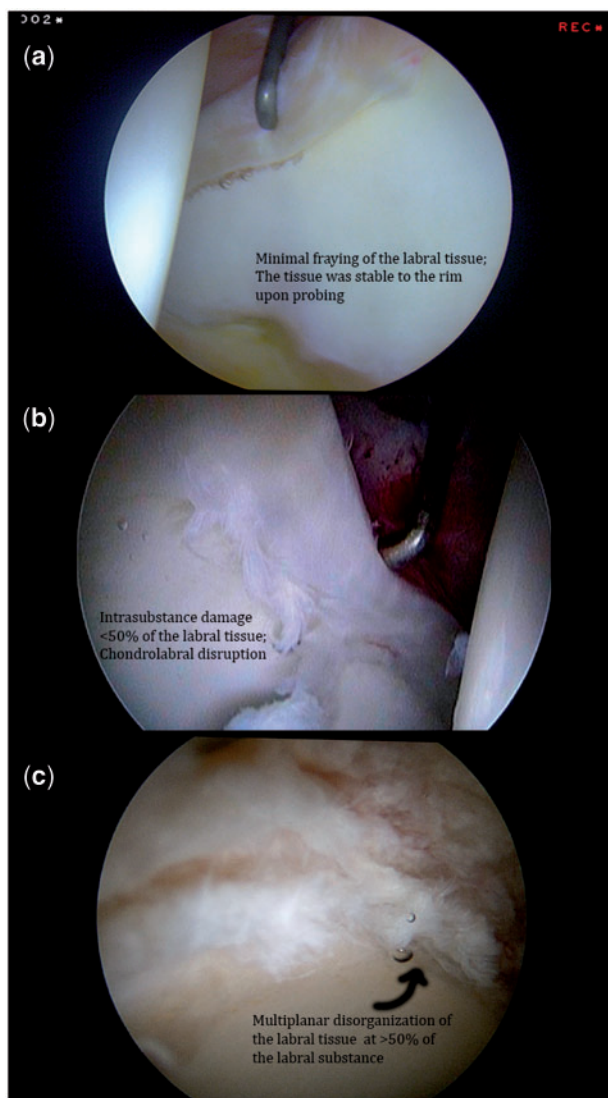 002*
REC*
(a)
Minimal fraying of the labral tissue;
The tissue was stable to the rim
upon probing
(b)
Intrasubstance damage
<50% of the labral tissue;
Chondrolabral disruption
(c)
Multiplanar disorganization of
the labral tissue at >50% of
the labral substance